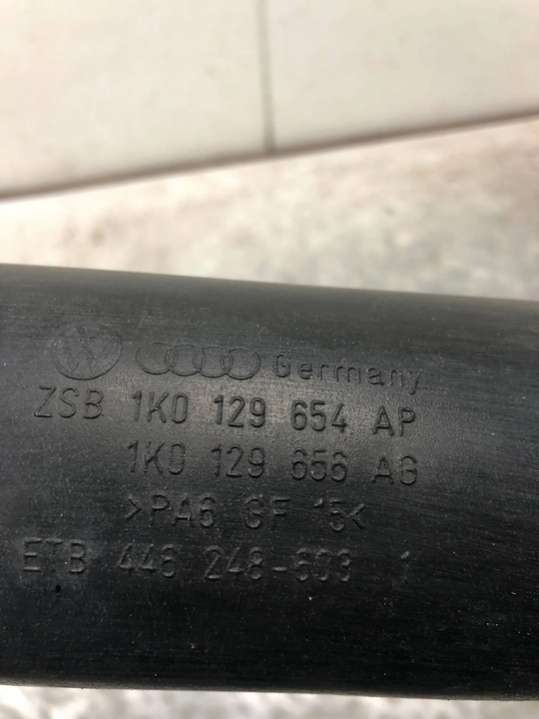 Germany
ZSB 1K0 129 654 AP
1K0 129 656 AG
>PA6 GF 15<
ETB 446 248-603 1